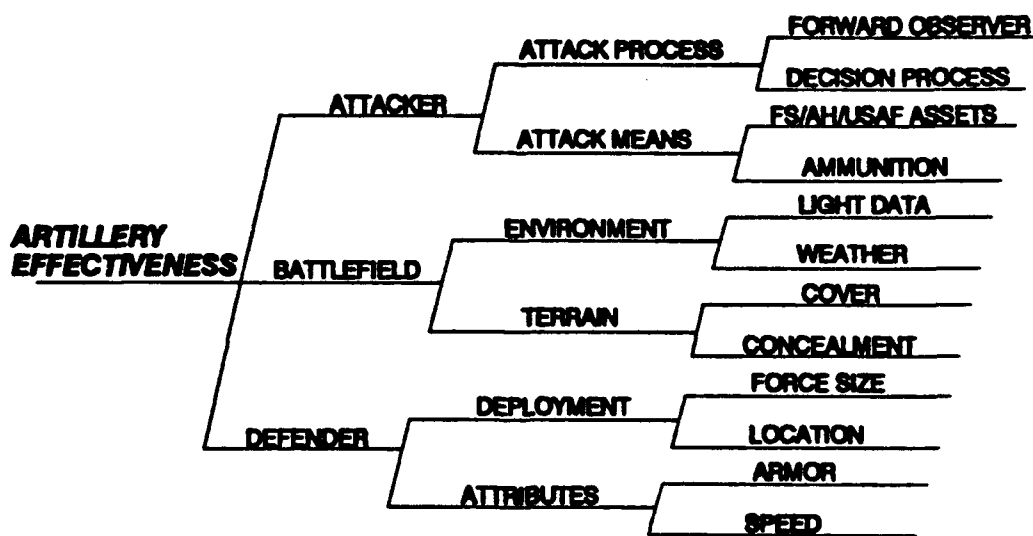 FORWARD OBSERVER
ATTACK PROCESS
DECISION PROCESS
ATTACKER
FS/AH/USAF ASSETS
ATTACK MEANS
AMMUNITION
LIGHT DATA
ENVIRONMENT
WEATHER
ARTILLERY
EFFECTIVENESS
BATTLEFIELD
COVER
TERRAIN
CONCEALMENT
FORCE SIZE
DEPLOYMENT
LOCATION
DEFENDER
ARMOR
ATTRIBUTES
SPEED